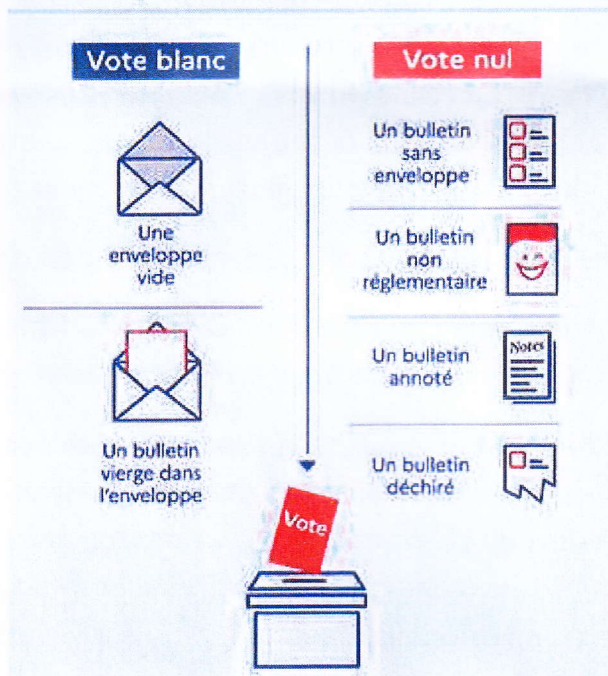 Vote blanc
Une
enveloppe
vide
Un bulletin
vierge dans
l'enveloppe
Vote nul
Un bulletin
sans
enveloppe
Un bulletin
non
réglementaire
Un bulletin
annoté
Notes
Un bulletin
déchiré
Vote